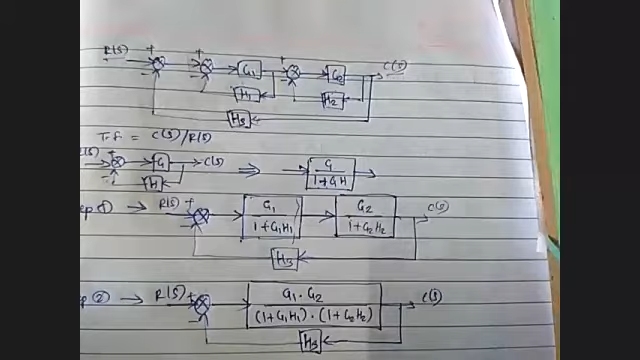 R(S) + - + - G1 + - G2 C(S)
H1 H2
H3
T.F = C(S)/R(S)
R(S) + - G C(S) ⇒ G / 1+GH
H
ep ① → R(S) + - G1 / 1+G1H1 G2 / 1+G2H2 C(S)
H3
ep ② → R(S) + - G1 . G2 / (1+G1H1) . (1+G2H2) C(S)
H3